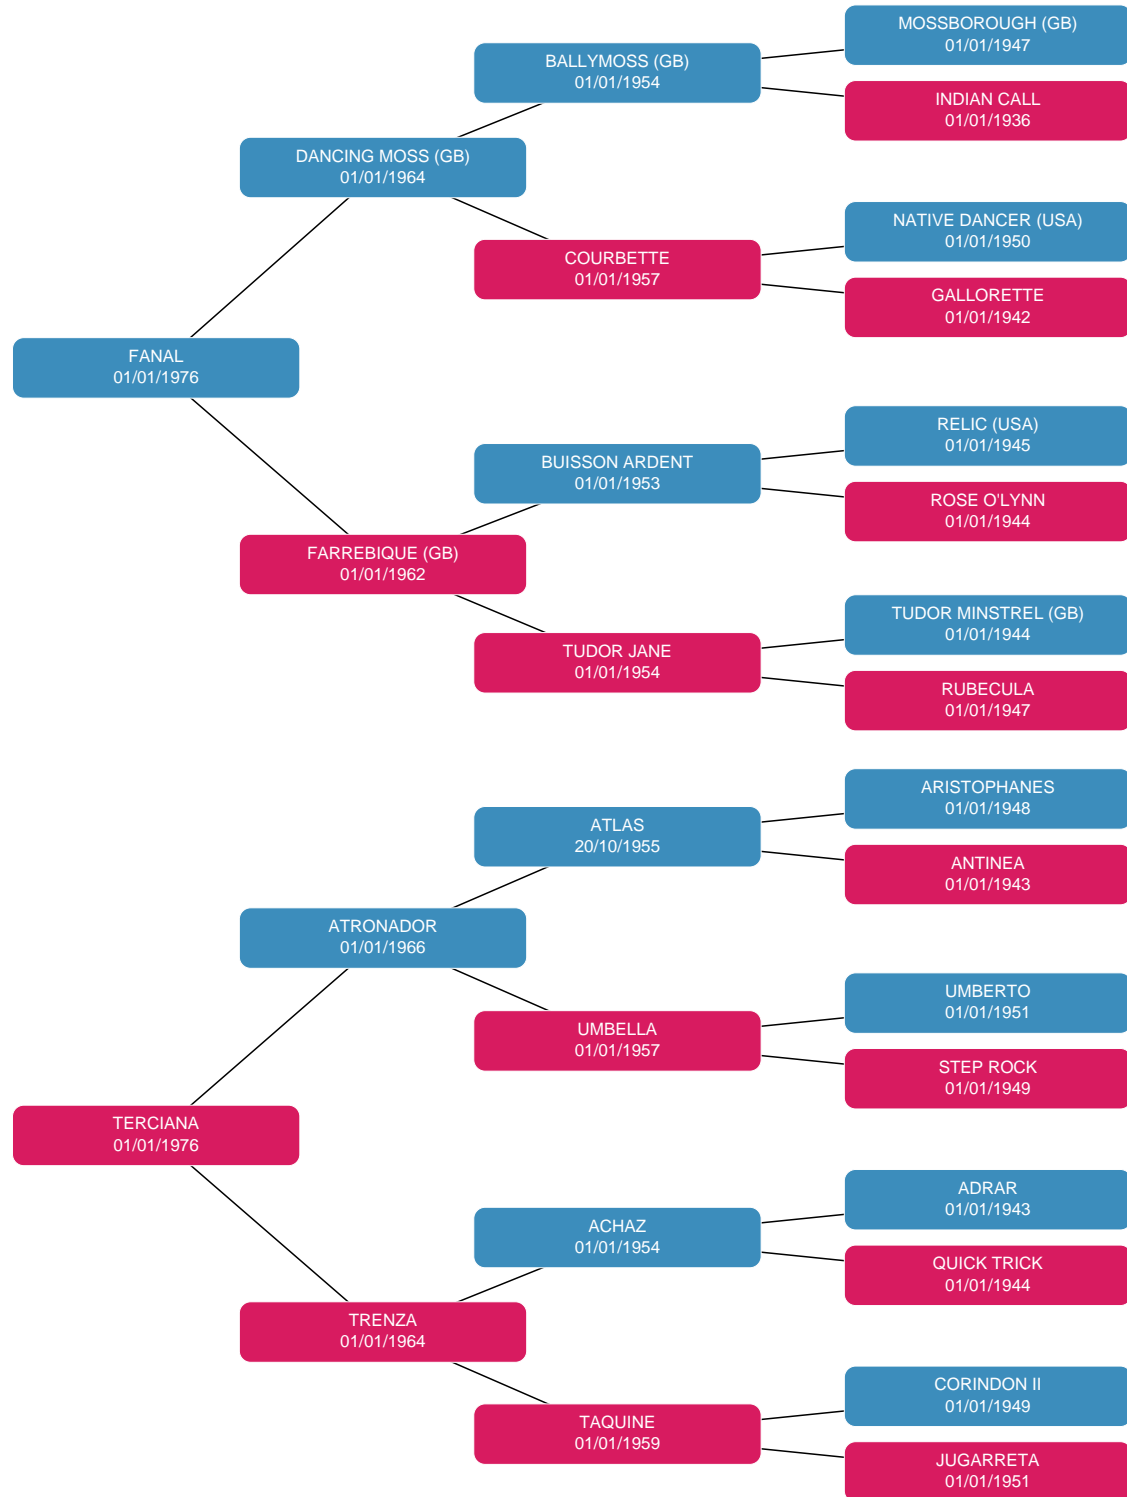 MOSSBOROUGH (GB)
01/01/1947
BALLYMOSS (GB)
01/01/1954
INDIAN CALL
01/01/1936
DANCING MOSS (GB)
01/01/1964
NATIVE DANCER (USA)
01/01/1950
COURBETTE
01/01/1957
GALLORETTE
01/01/1942
FANAL
01/01/1976
RELIC (USA)
01/01/1945
BUISSON ARDENT
01/01/1953
ROSE O'LYNN
01/01/1944
FARREBIQUE (GB)
01/01/1962
TUDOR MINSTREL (GB)
01/01/1944
TUDOR JANE
01/01/1954
RUBECULA
01/01/1947
ARISTOPHANES
01/01/1948
ATLAS
20/10/1955
ANTINEA
01/01/1943
ATRONADOR
01/01/1966
UMBERTO
01/01/1951
UMBELLA
01/01/1957
STEP ROCK
01/01/1949
TERCIANA
01/01/1976
ADRAR
01/01/1943
ACHAZ
01/01/1954
QUICK TRICK
01/01/1944
TRENZA
01/01/1964
CORINDON II
01/01/1949
TAQUINE
01/01/1959
JUGARRETA
01/01/1951